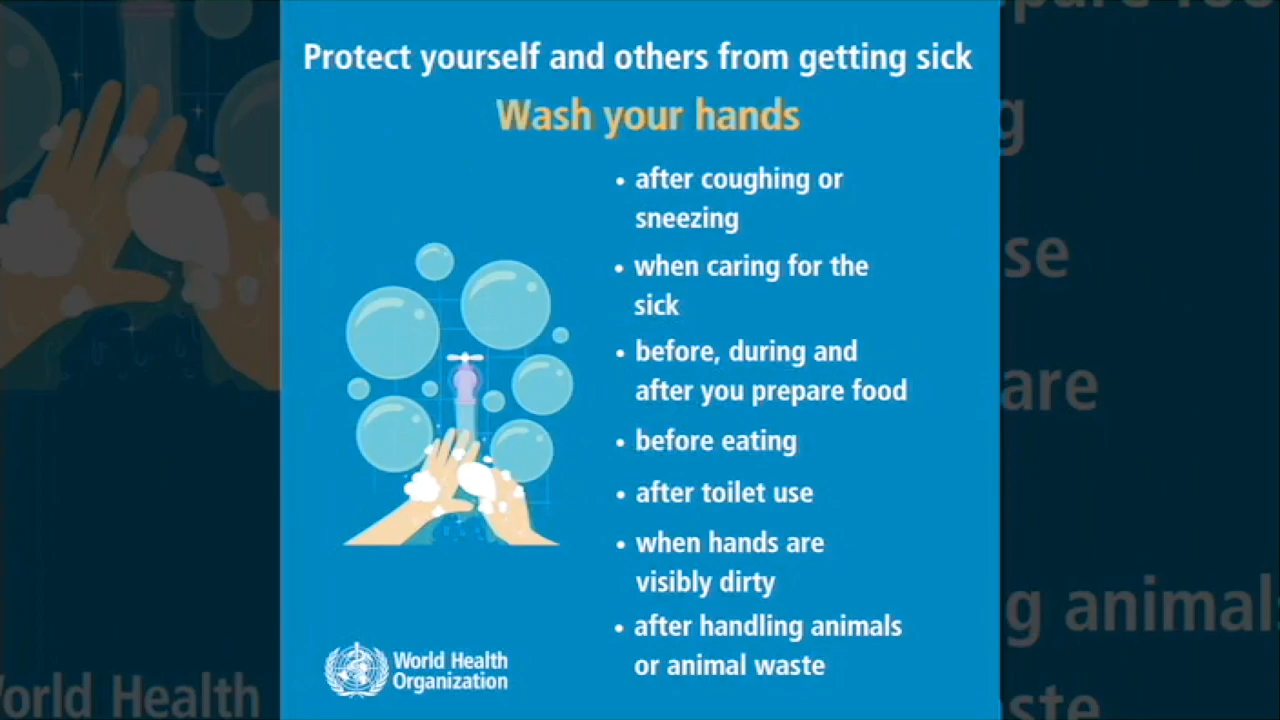 Protect yourself and others from getting sick
Wash your hands
• after coughing or
sneezing
• when caring for the
sick
• before, during and
after you prepare food
• before eating
• after toilet use
• when hands are
visibly dirty
• after handling animals
or animal waste
World Health
Organization